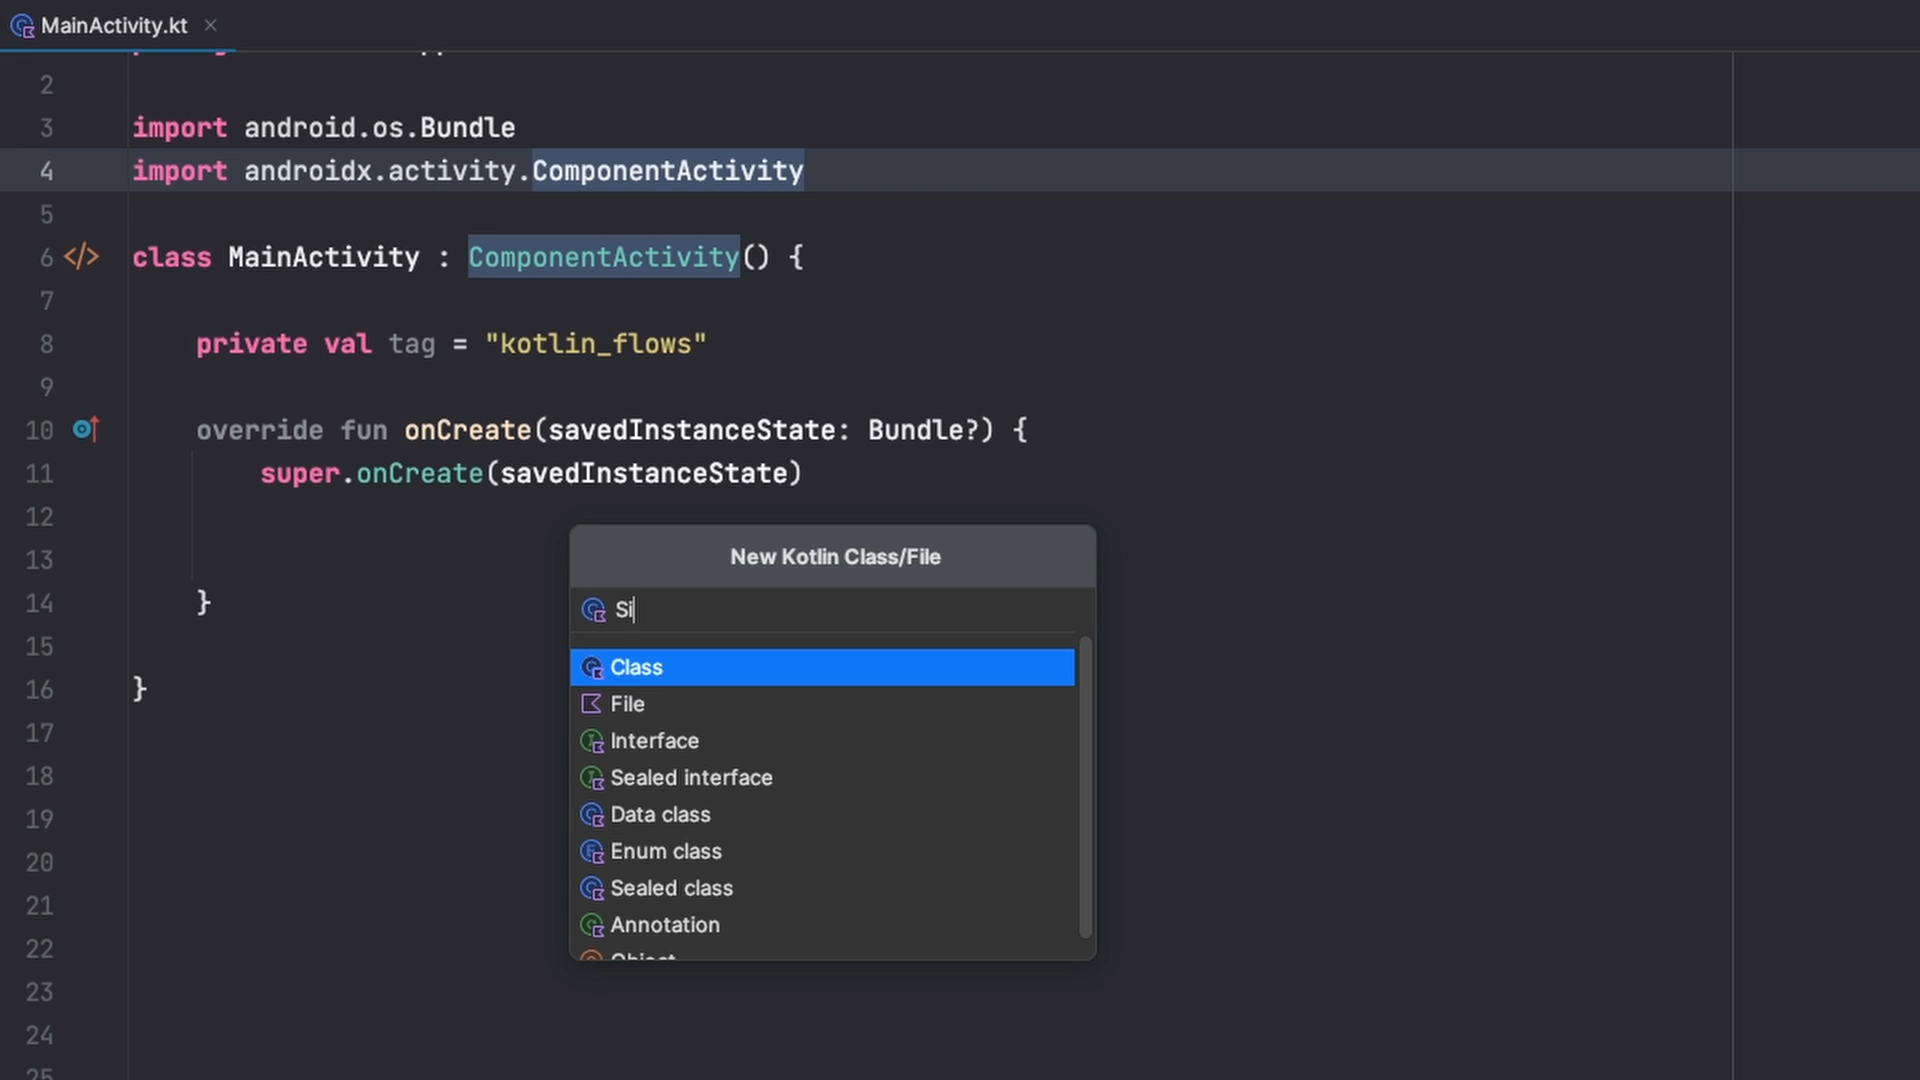 MainActivity.kt
2
3 import android.os.Bundle
4 import androidx.activity.ComponentActivity
5
6 class MainActivity : ComponentActivity() {
7
8 private val tag = "kotlin_flows"
9
10 override fun onCreate(savedInstanceState: Bundle?) {
11 super.onCreate(savedInstanceState)
12
13
14 }
15
16 }
17
18
19
20
21
22
23
24
25
New Kotlin Class/File
Si
Class
File
Interface
Sealed interface
Data class
Enum class
Sealed class
Annotation
Object